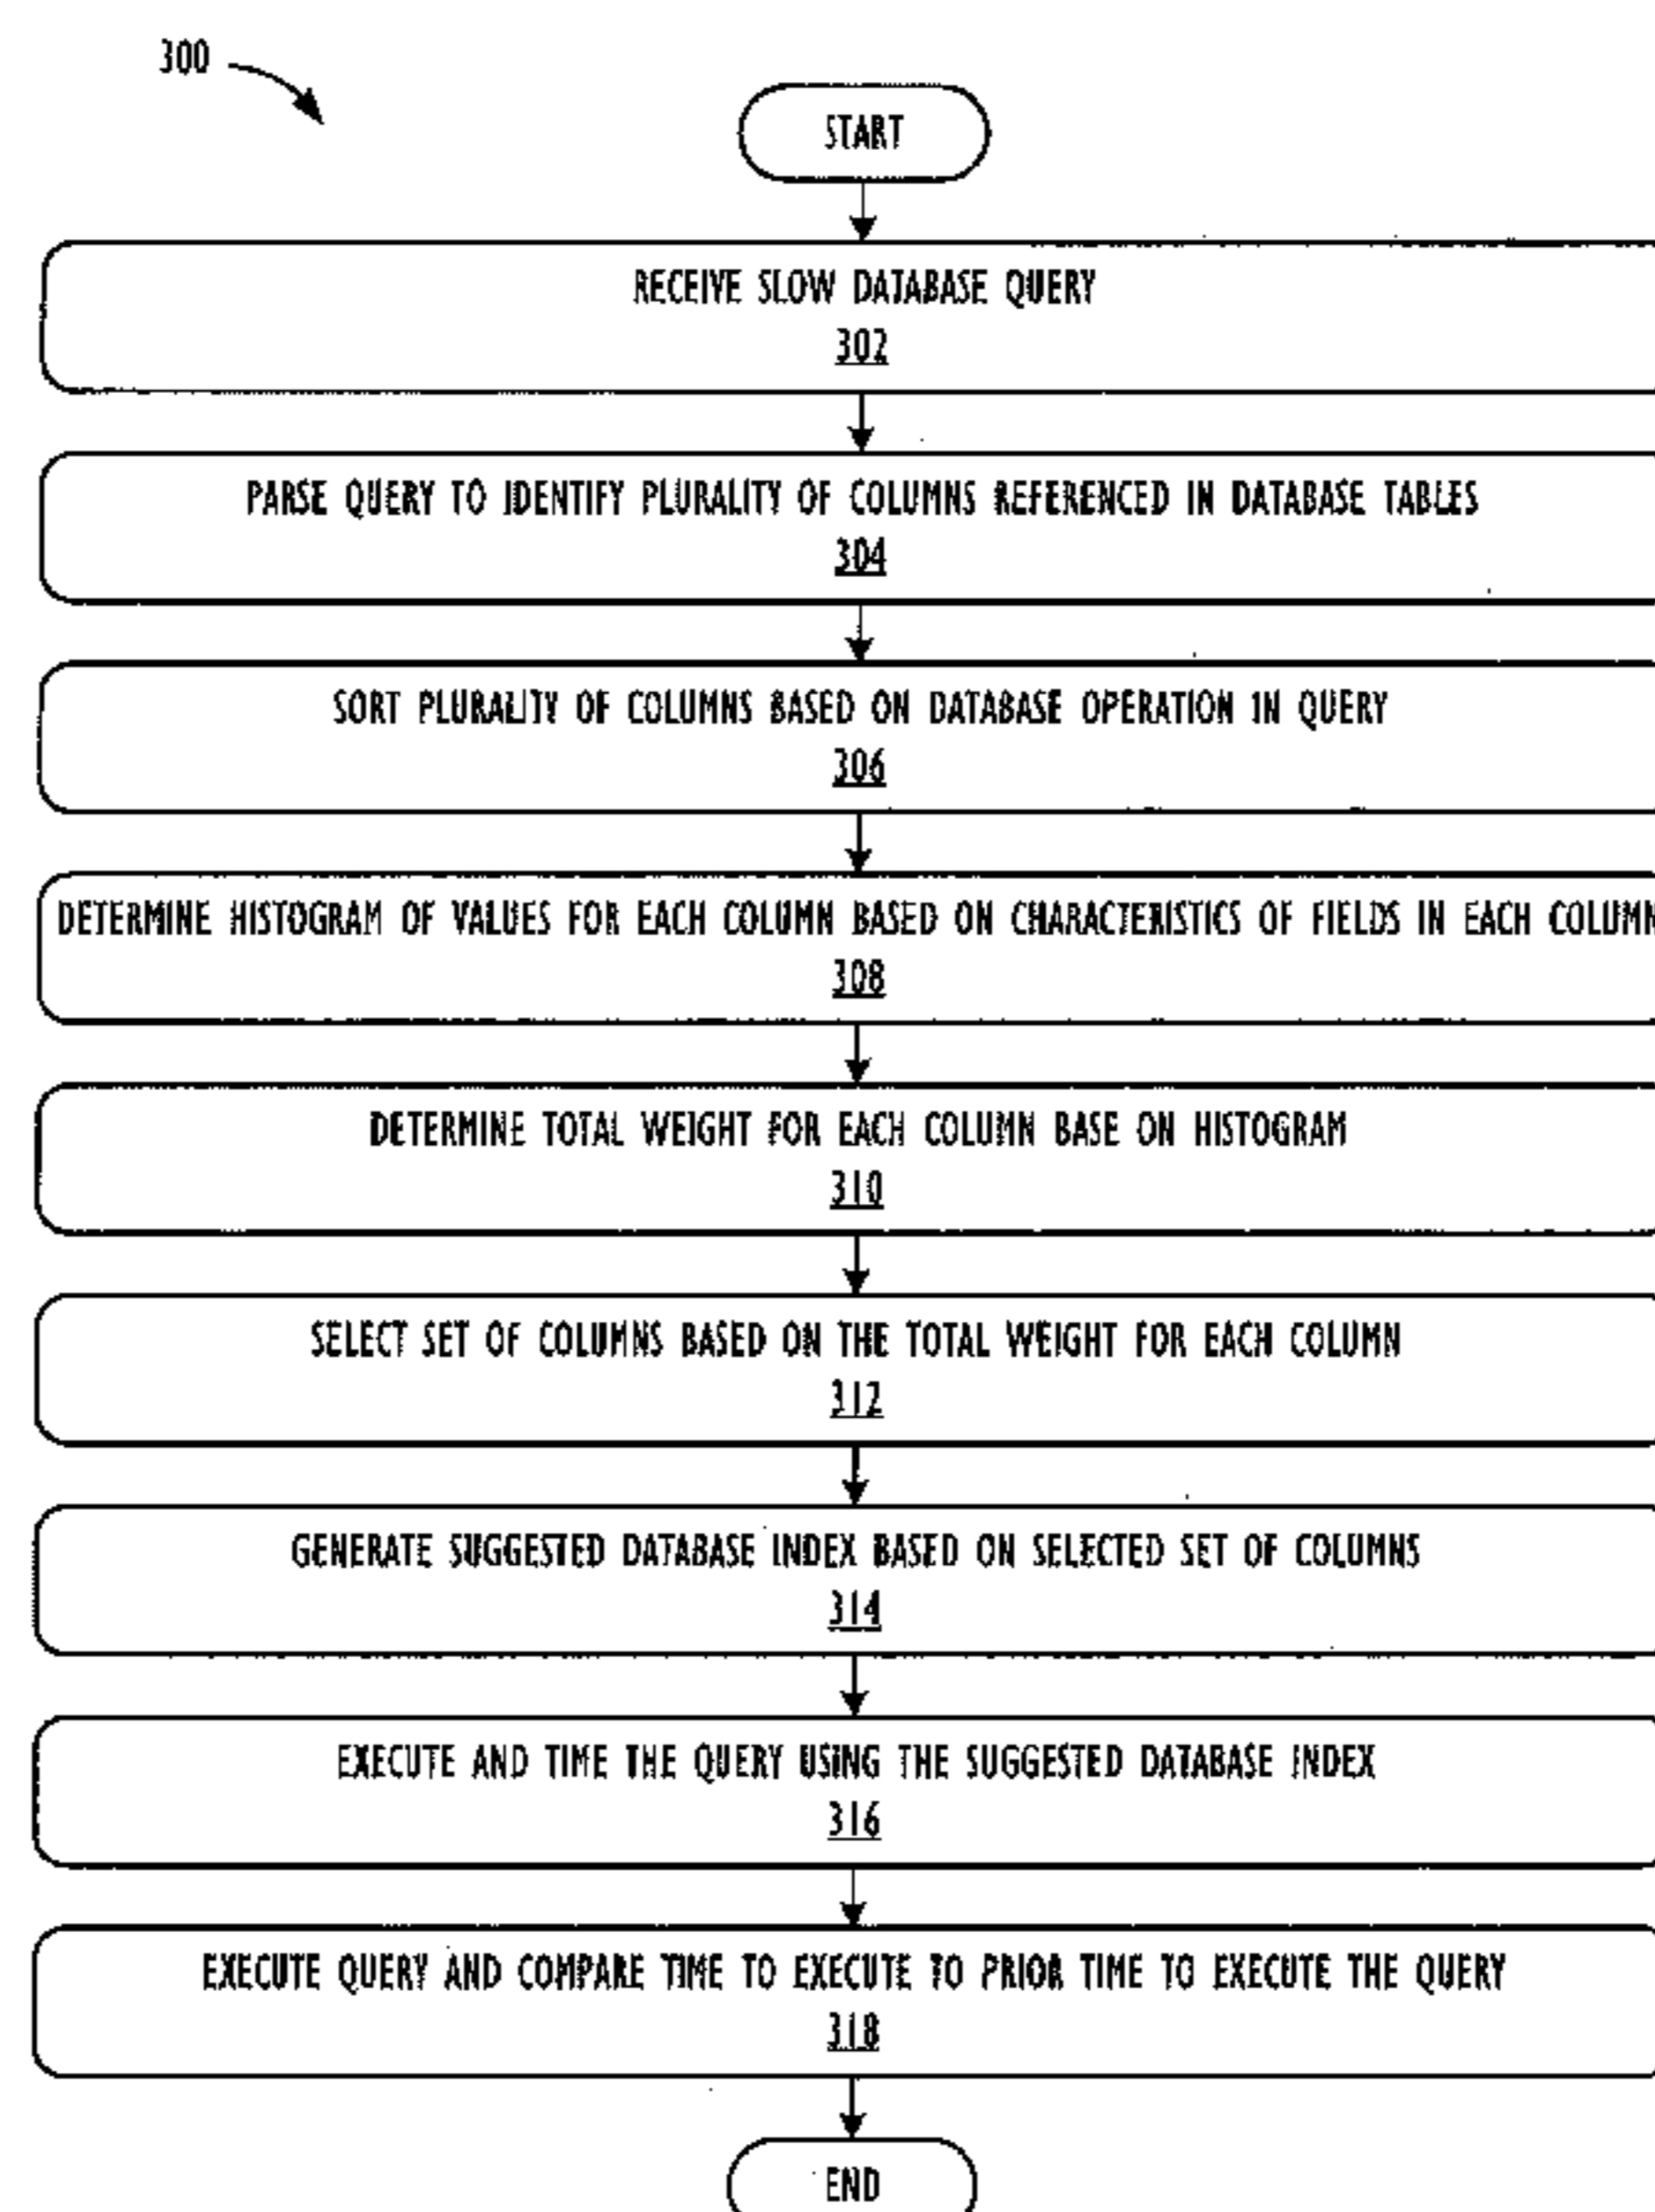 300
START
RECEIVE SLOW DATABASE QUERY
302
PARSE QUERY TO IDENTIFY PLURALITY OF COLUMNS REFERENCED IN DATABASE TABLES
304
SORT PLURALITY OF COLUMNS BASED ON DATABASE OPERATION IN QUERY
306
DETERMINE HISTOGRAM OF VALUES FOR EACH COLUMN BASED ON CHARACTERISTICS OF FIELDS IN EACH COLUMN
308
DETERMINE TOTAL WEIGHT FOR EACH COLUMN BASE ON HISTOGRAM
310
SELECT SET OF COLUMNS BASED ON THE TOTAL WEIGHT FOR EACH COLUMN
312
GENERATE SUGGESTED DATABASE INDEX BASED ON SELECTED SET OF COLUMNS
314
EXECUTE AND TIME THE QUERY USING THE SUGGESTED DATABASE INDEX
316
EXECUTE QUERY AND COMPARE TIME TO EXECUTE TO PRIOR TIME TO EXECUTE THE QUERY
318
END